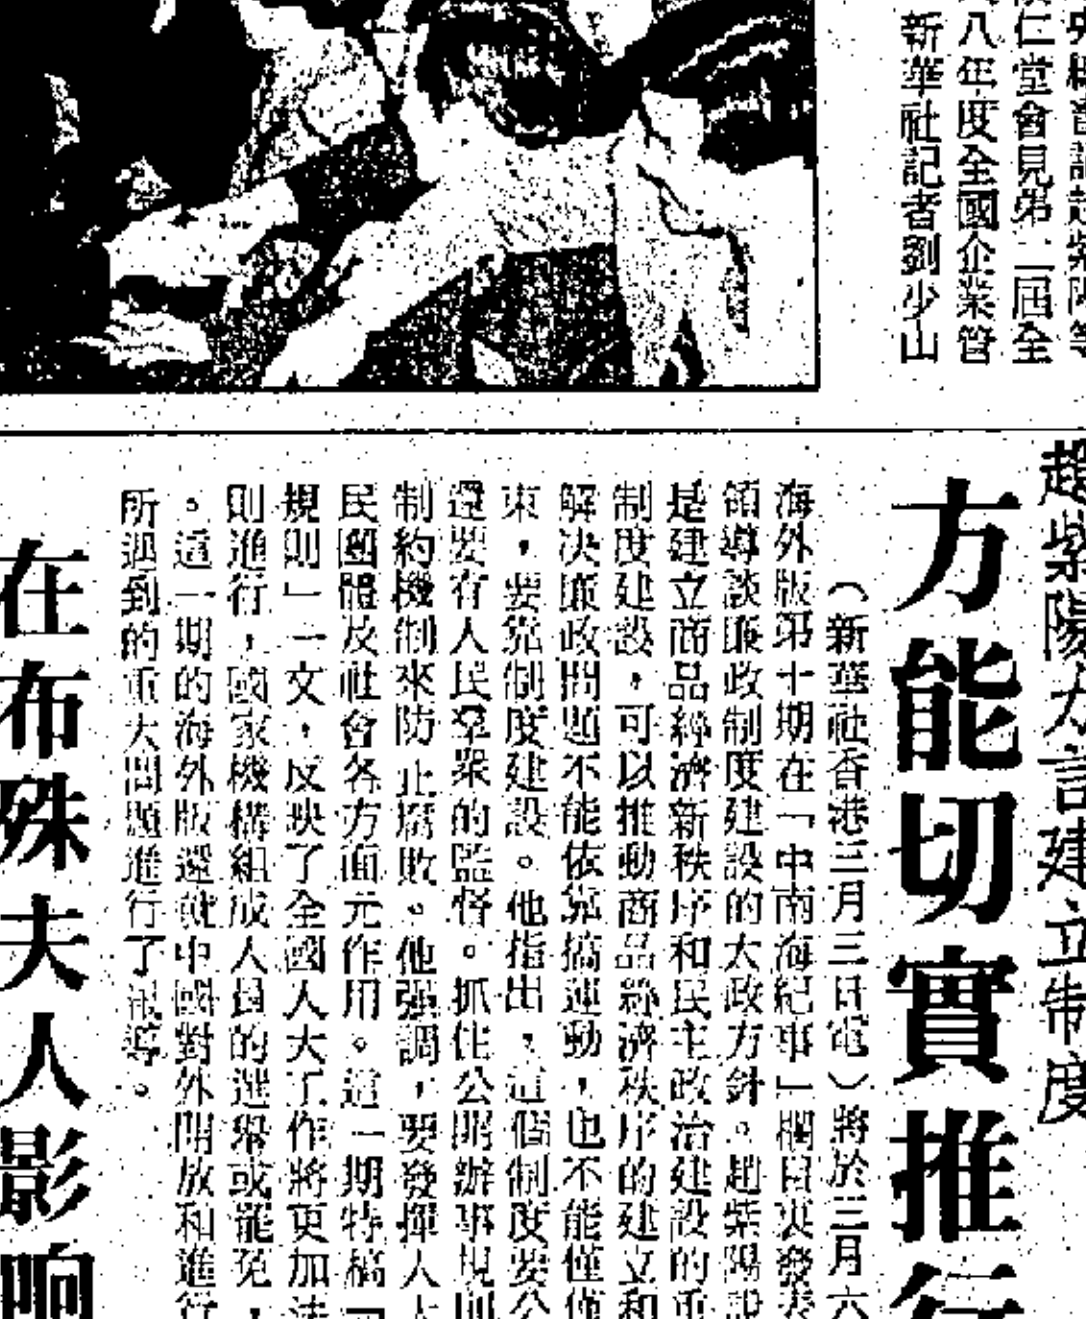 仁堂會見第二屆全
八年度全國企業管
新華社記者劉少山
趙紫陽力言建立制度
方能切實推行
（新華社香港三月三日電）將於三月六
海外版第十期在「中南海紀事」欄目裏發表
領導談廉政制度建設的大政方針。趙紫陽說
是建立商品經濟新秩序和民主政治建設的重
制度建設，可以推動商品經濟秩序的建立和
解決廉政問題不能依靠搞運動，也不能僅僅
東，要靠制度建設。他指出，這個制度要公
還要有人民羣衆的監督。抓住公開辦事規則
制約機制來防止腐敗。他强調，要發揮人大
民團體及社會各方面元作用。這一期特稿「
規則」一文，反映了全國人大工作將更加法
則進行，國家機構組成人員的選舉或罷免，
。這一期的海外版還就中國對外開放和進行
所遇到的重大問題進行了報導。
在布殊夫人影响